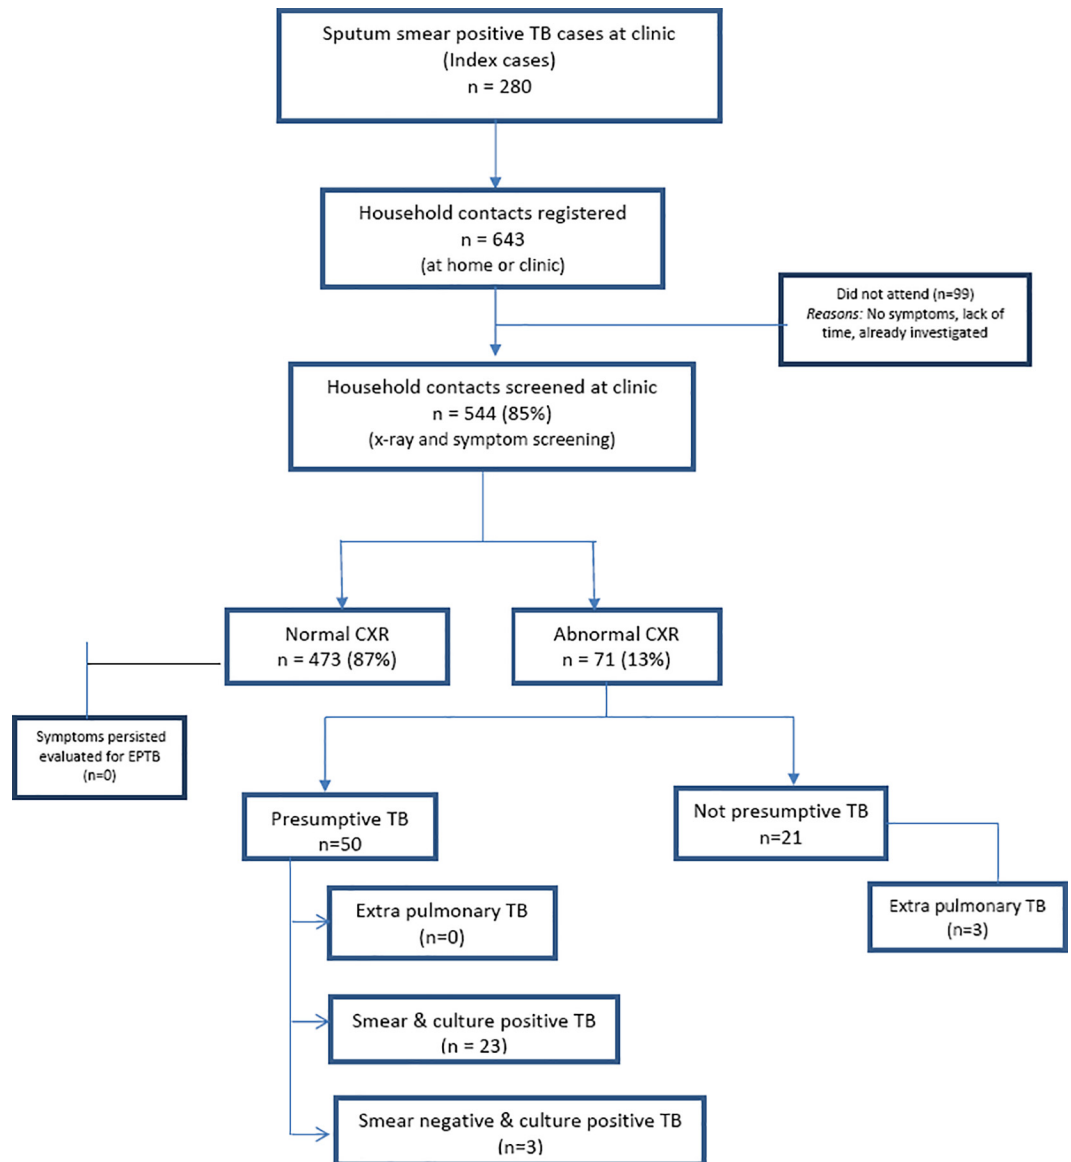 Sputum smear positive TB cases at clinic
(Index cases)
n = 280
Household contacts registered
n = 643
(at home or clinic)
Did not attend (n=99)
Reasons: No symptoms, lack of
time, already investigated
Household contacts screened at clinic
n = 544 (85%)
(x-ray and symptom screening)
Normal CXR
n = 473 (87%)
Abnormal CXR
n = 71 (13%)
Symptoms persisted
evaluated for EPTB
(n=0)
Presumptive TB
n=50
Not presumptive TB
n=21
Extra pulmonary TB
(n=0)
Extra pulmonary TB
(n=3)
Smear & culture positive TB
(n = 23)
Smear negative & culture positive TB
(n=3)